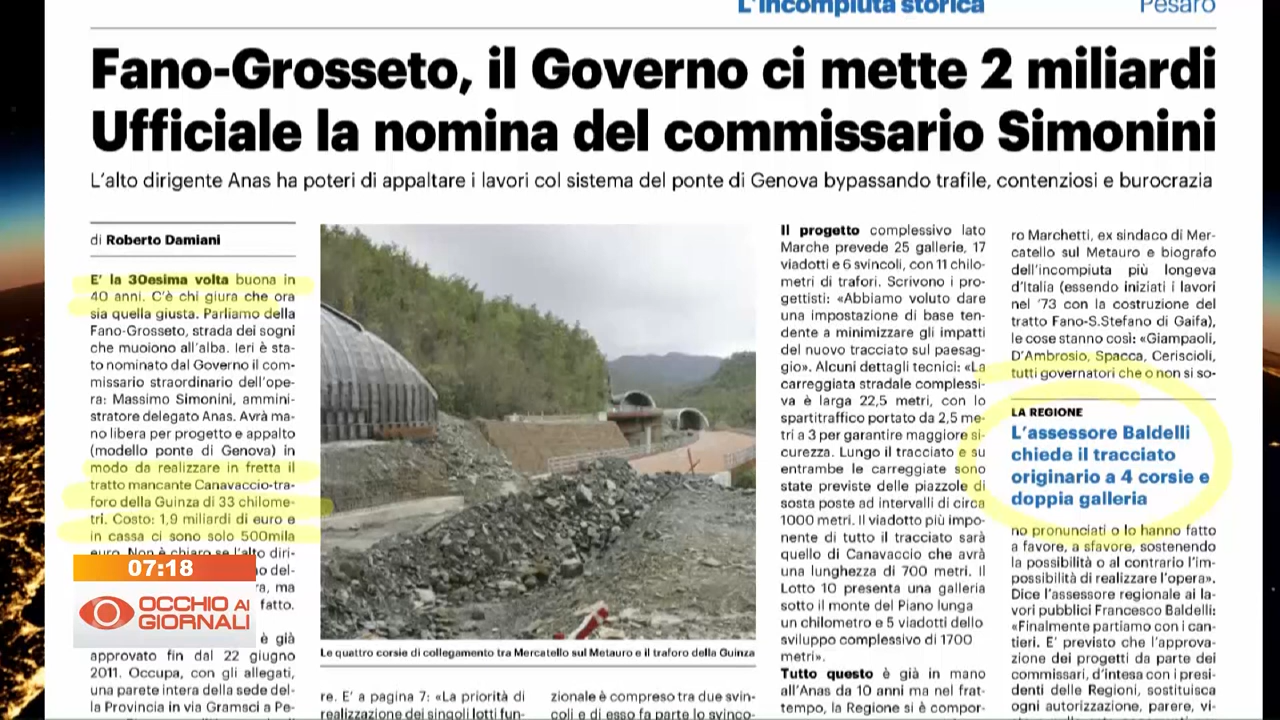 L'incompiuta storica
Pesaro
Fano-Grosseto, il Governo ci mette 2 miliardi
Ufficiale la nomina del commissario Simonini
L'alto dirigente Anas ha poteri di appaltare i lavori col sistema del ponte di Genova bypassando trafile, contenziosi e burocrazia
di Roberto Damiani
E' la 30esima volta buona in
40 anni. C'è chi giura che ora
sia quella giusta. Parliamo della
Fano-Grosseto, strada dei sogni
che muoiono all'alba. Ieri è sta-
to nominato dal Governo il com-
missario straordinario dell'ope-
ra: Massimo Simonini, ammini-
stratore delegato Anas. Avrà ma-
no libera per progetto e appalto
(modello ponte di Genova) in
modo da realizzare in fretta il
tratto mancante Canavaccio-tra-
foro della Guinza di 33 chilome-
tri. Costo: 1,9 miliardi di euro e
in cassa ci sono solo 500mila
euro. Non è chiaro se l'alto diri-
o del-
ra, ma
fatto.
è già
approvato fin dal 22 giugno
2011. Occupa, con gli allegati,
una parete intera della sede del-
la Provincia in via Gramsci a Pe-
07:18
OCCHIO AI
GIORNALI
Le quattro corsie di collegamento tra Mercatello sul Metauro e il traforo della Guinza
re. E' a pagina 7: «La priorità di
realizzazione dei singoli lotti fun-
zionale è compreso tra due svin-
coli e di esso fa parte lo svinco-
Il progetto complessivo lato
Marche prevede 25 gallerie, 17
viadotti e 6 svincoli, con 11 chilo-
metri di trafori. Scrivono i pro-
gettisti: «Abbiamo voluto dare
una impostazione di base ten-
dente a minimizzare gli impatti
del nuovo tracciato sul paesag-
gio». Alcuni dettagli tecnici: «La
carreggiata stradale complessi-
va è larga 22,5 metri, con lo
spartitraffico portato da 2,5 me-
tri a 3 per garantire maggiore si-
curezza. Lungo il tracciato e su
entrambe le carreggiate sono
state previste delle piazzole di
sosta poste ad intervalli di circa
1000 metri. Il viadotto più impo-
nente di tutto il tracciato sarà
quello di Canavaccio che avrà
una lunghezza di 700 metri. Il
Lotto 10 presenta una galleria
sotto il monte del Piano lunga
un chilometro e 5 viadotti dello
sviluppo complessivo di 1700
metri».
Tutto questo è già in mano
all'Anas da 10 anni ma nel frat-
tempo, la Regione si è compor-
ro Marchetti, ex sindaco di Mer-
catello sul Metauro e biografo
dell'incompiuta più longeva
d'Italia (essendo iniziati i lavori
nel '73 con la costruzione del
tratto Fano-S.Stefano di Gaifa),
le cose stanno così: «Giampaoli,
D'Ambrosio, Spacca, Ceriscioli,
tutti governatori che o non si so-
LA REGIONE
L'assessore Baldelli
chiede il tracciato
originario a 4 corsie e
doppia galleria
no pronunciati o lo hanno fatto
a favore, a sfavore, sostenendo
la possibilità o al contrario l'im-
possibilità di realizzare l'opera».
Dice l'assessore regionale ai la-
vori pubblici Francesco Baldelli:
«Finalmente partiamo con i can-
tieri. E' previsto che l'approva-
zione dei progetti da parte dei
commissari, d'intesa con i presi-
denti delle Regioni, sostituisca
ogni autorizzazione, parere, vi-